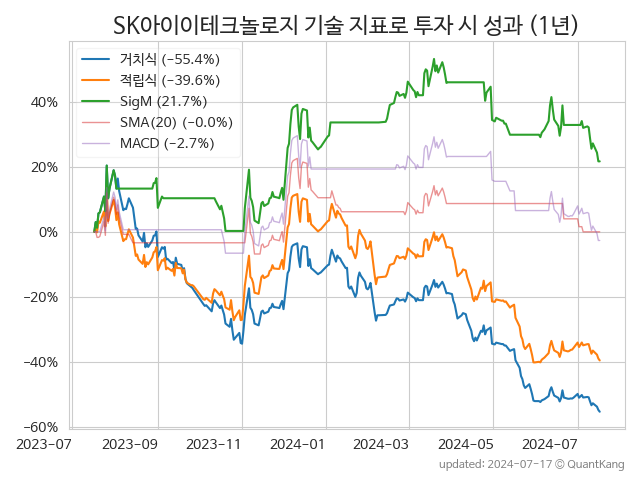 SK아이이테크놀로지 기술 지표로 투자 시 성과 (1년)
거치식 (−55.4%)
적립식 (−39.6%)
SigM (21.7%)
SMA(20) (−0.0%)
MACD (−2.7%)
40%
20%
0%
−20%
−40%
−60%
2023-07 2023-09 2023-11 2024-01 2024-03 2024-05 2024-07
updated: 2024-07-17 © QuantKang